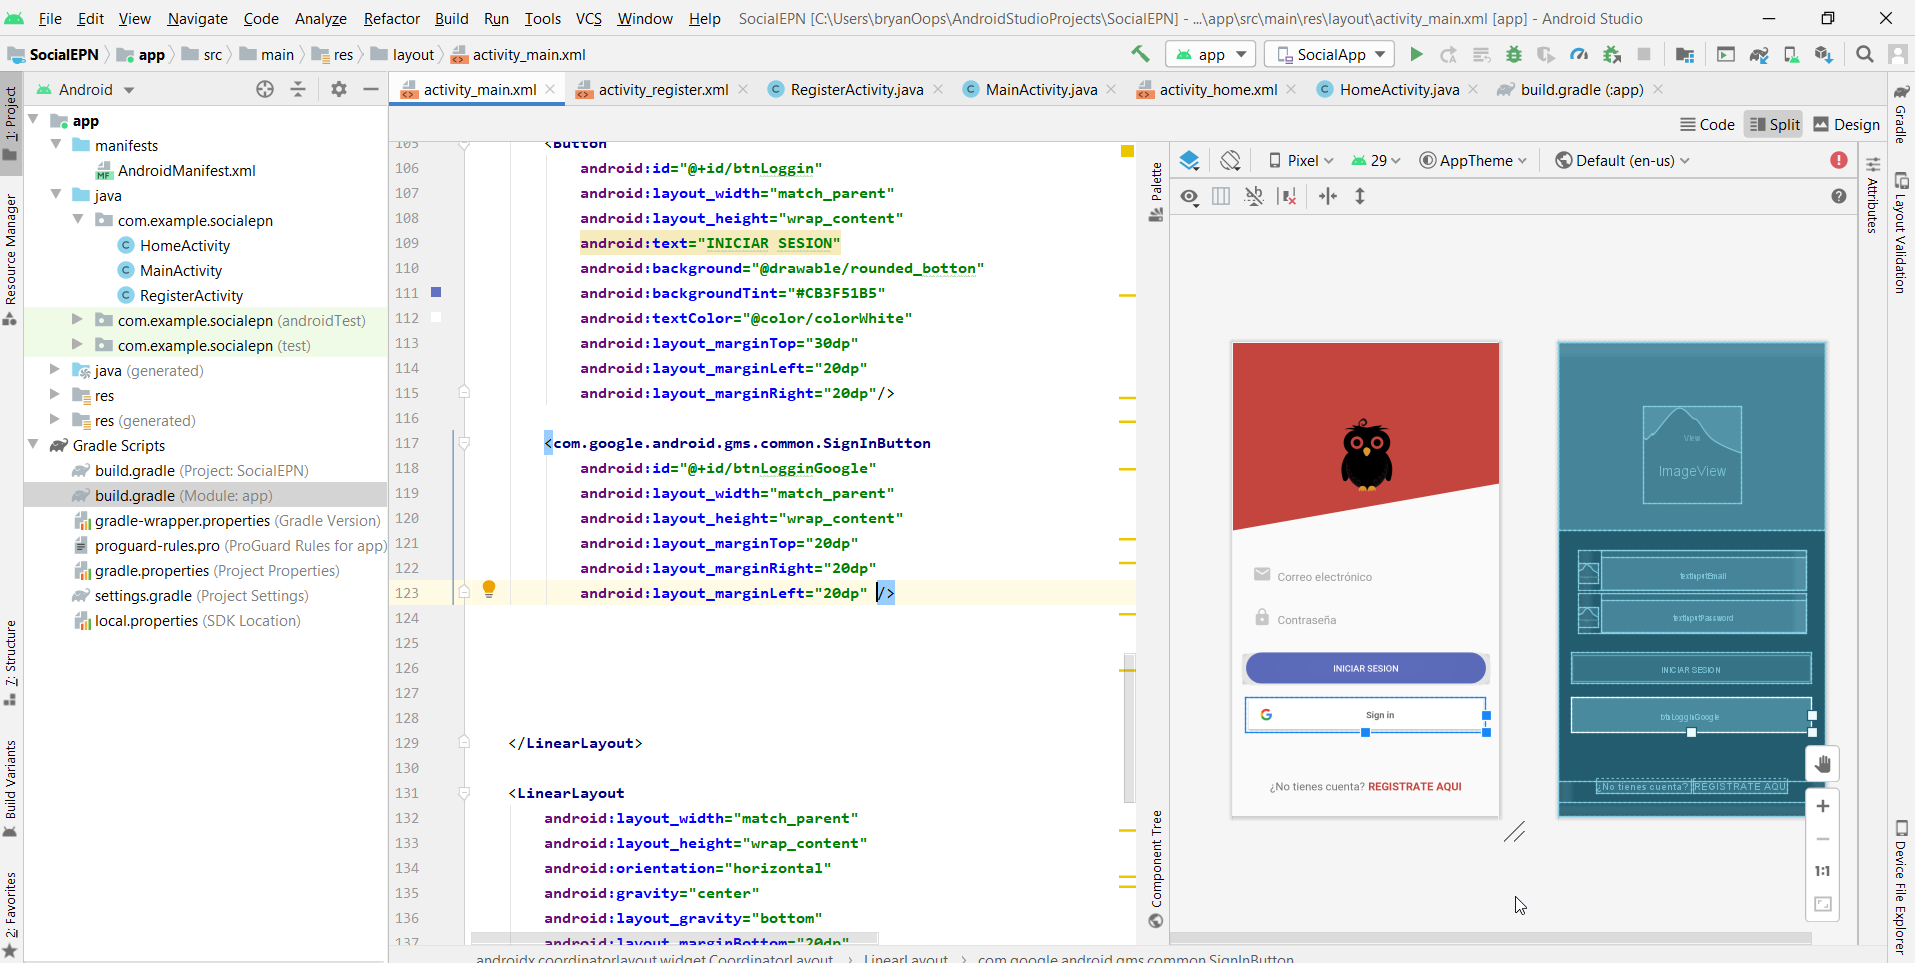 File Edit View Navigate Code Analyze Refactor Build Run Tools VCS Window Help SocialEPN [C:\Users\bryanOops\AndroidStudioProjects\SocialEPN] - ...\app\src\main\res\layout\activity_main.xml [app] - Android Studio
SocialEPN app src main res layout activity_main.xml app SocialApp
Android
activity_main.xml activity_register.xml RegisterActivity.java MainActivity.java activity_home.xml HomeActivity.java build.gradle (:app)
Code Split Design
1: Project
Resource Manager
7: Structure
Build Variants
2: Favorites
app
manifests
AndroidManifest.xml
java
com.example.socialepn
HomeActivity
MainActivity
RegisterActivity
com.example.socialepn (androidTest)
com.example.socialepn (test)
java (generated)
res
res (generated)
Gradle Scripts
build.gradle (Project: SocialEPN)
build.gradle (Module: app)
gradle-wrapper.properties (Gradle Version)
proguard-rules.pro (ProGuard Rules for app)
gradle.properties (Project Properties)
settings.gradle (Project Settings)
local.properties (SDK Location)
105 <Button
106 android:id="@+id/btnLoggin"
107 android:layout_width="match_parent"
108 android:layout_height="wrap_content"
109 android:text="INICIAR SESION"
110 android:background="@drawable/rounded_botton"
111 android:backgroundTint="#CB3F51B5"
112 android:textColor="@color/colorWhite"
113 android:layout_marginTop="30dp"
114 android:layout_marginLeft="20dp"
115 android:layout_marginRight="20dp"/>
116
117 <com.google.android.gms.common.SignInButton
118 android:id="@+id/btnLogginGoogle"
119 android:layout_width="match_parent"
120 android:layout_height="wrap_content"
121 android:layout_marginTop="20dp"
122 android:layout_marginRight="20dp"
123 android:layout_marginLeft="20dp" />
124
125
126
127
128
129 </LinearLayout>
130
131 <LinearLayout
132 android:layout_width="match_parent"
133 android:layout_height="wrap_content"
134 android:orientation="horizontal"
135 android:gravity="center"
136 android:layout_gravity="bottom"
137 android:layout_marginBottom="20dp"
androidx.coordinatorlayout.widget.CoordinatorLayout LinearLayout com.google.android.gms.common.SignInButton
Palette
Component Tree
Pixel 29 AppTheme Default (en-us)
Correo electrónico
Contraseña
INICIAR SESION
Sign in
¿No tienes cuenta? REGISTRATE AQUI
View
ImageView
textInputEmail
textInputPassword
INICIAR SESION
btnLogginGoogle
¿No tienes cuenta? REGISTRATE AQUI
1:1
Attributes
Gradle
Layout Validation
Device File Explorer